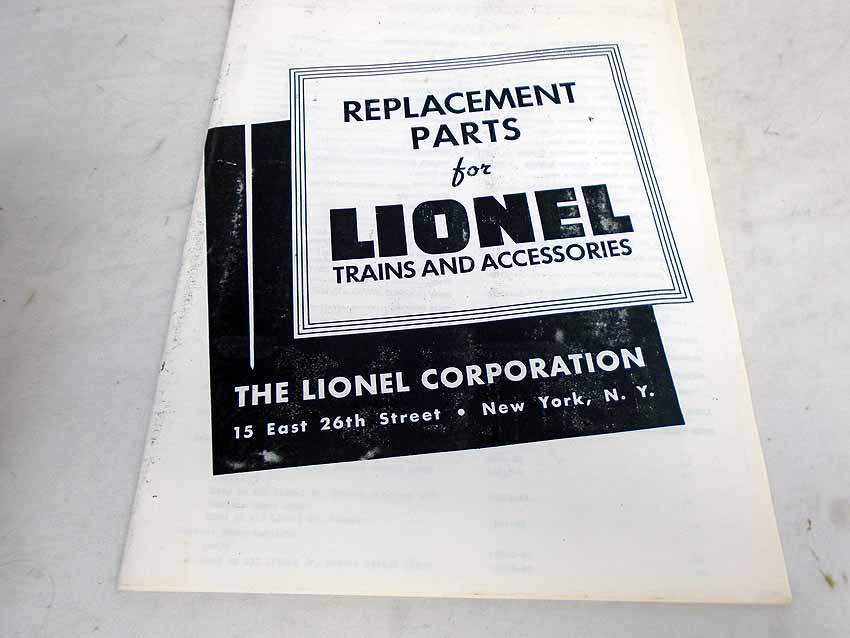 REPLACEMENT
PARTS
for
LIONEL
TRAINS AND ACCESSORIES
THE LIONEL CORPORATION
15 East 26th Street • New York, N. Y.